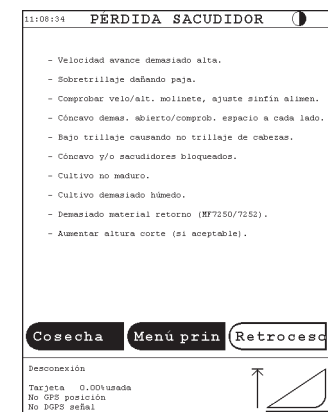 11:08:34 PÉRDIDA SACUDIDOR
- Velocidad avance demasiado alta.
- Sobretrillaje dañando paja.
- Comprobar velo/alt. molinete, ajuste sinfín alimen.
- Cóncavo demas. abierto/comprob. espacio a cada lado.
- Bajo trillaje causando no trillaje de cabezas.
- Cóncavo y/o sacudidores bloqueados.
- Cultivo no maduro.
- Cultivo demasiado húmedo.
- Demasiado material retorno (MF7250/7252).
- Aumentar altura corte (si aceptable).
Cosecha Menú prin Retroceso
Desconexión
Tarjeta 0.00%usada
No GPS posición
No DGPS señal